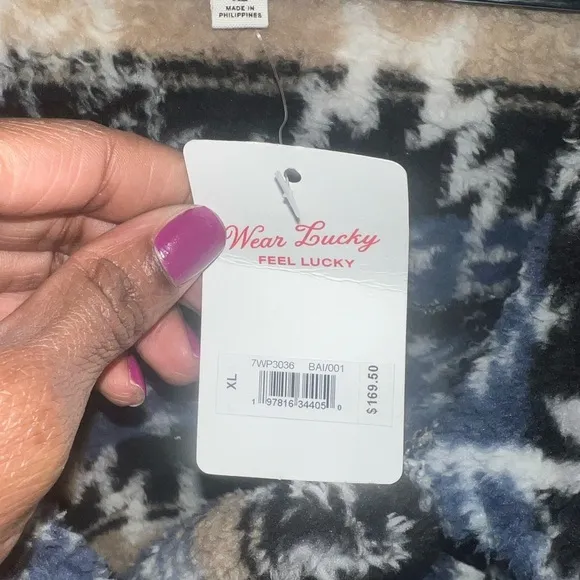 MADE IN
PHILIPPINES
Wear Lucky
FEEL LUCKY
7WP3036 BAI/001
XL
1 97816 34405 0
$169.50